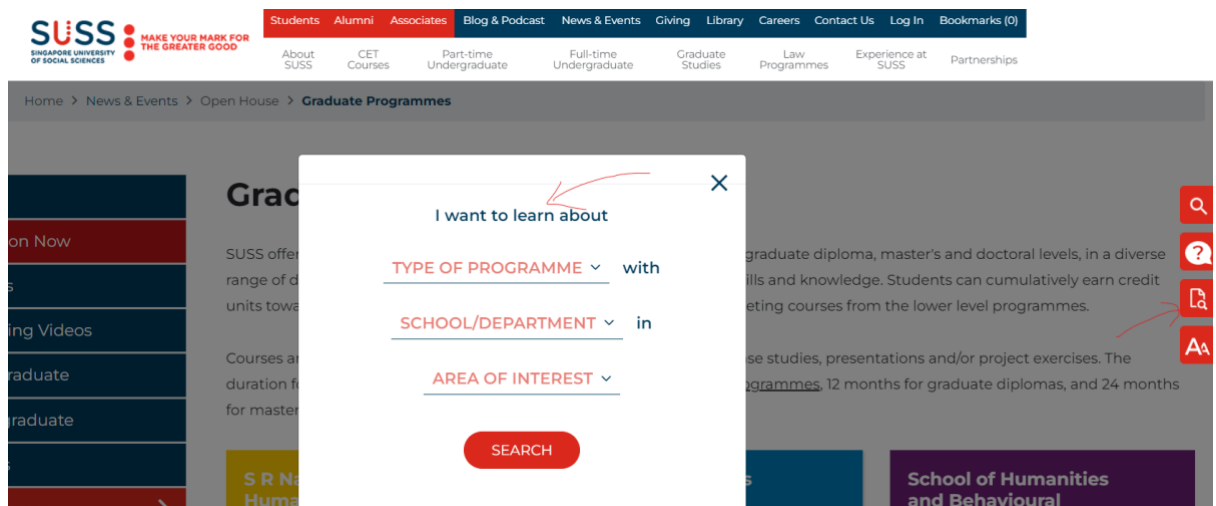 Students Alumni Associates Blog & Podcast News & Events Giving Library Careers Contact Us Log In Bookmarks (0)
SUSS
SINGAPORE UNIVERSITY
OF SOCIAL SCIENCES
MAKE YOUR MARK FOR
THE GREATER GOOD
About
SUSS
CET
Courses
Part-time
Undergraduate
Full-time
Undergraduate
Graduate
Studies
Law
Programmes
Experience at
SUSS
Partnerships
Home > News & Events > Open House > Graduate Programmes
Grad
on Now
s
ing Videos
raduate
graduate
s
SUSS offer
graduate diploma, master's and doctoral levels, in a diverse
range of d
ills and knowledge. Students can cumulatively earn credit
units towa
eting courses from the lower level programmes.
Courses ar
se studies, presentations and/or project exercises. The
duration fo
ogrammes, 12 months for graduate diplomas, and 24 months
for master
I want to learn about
TYPE OF PROGRAMME with
SCHOOL/DEPARTMENT in
AREA OF INTEREST
SEARCH
S R Na
Huma
s
School of Humanities
and Behavioural
?
AA